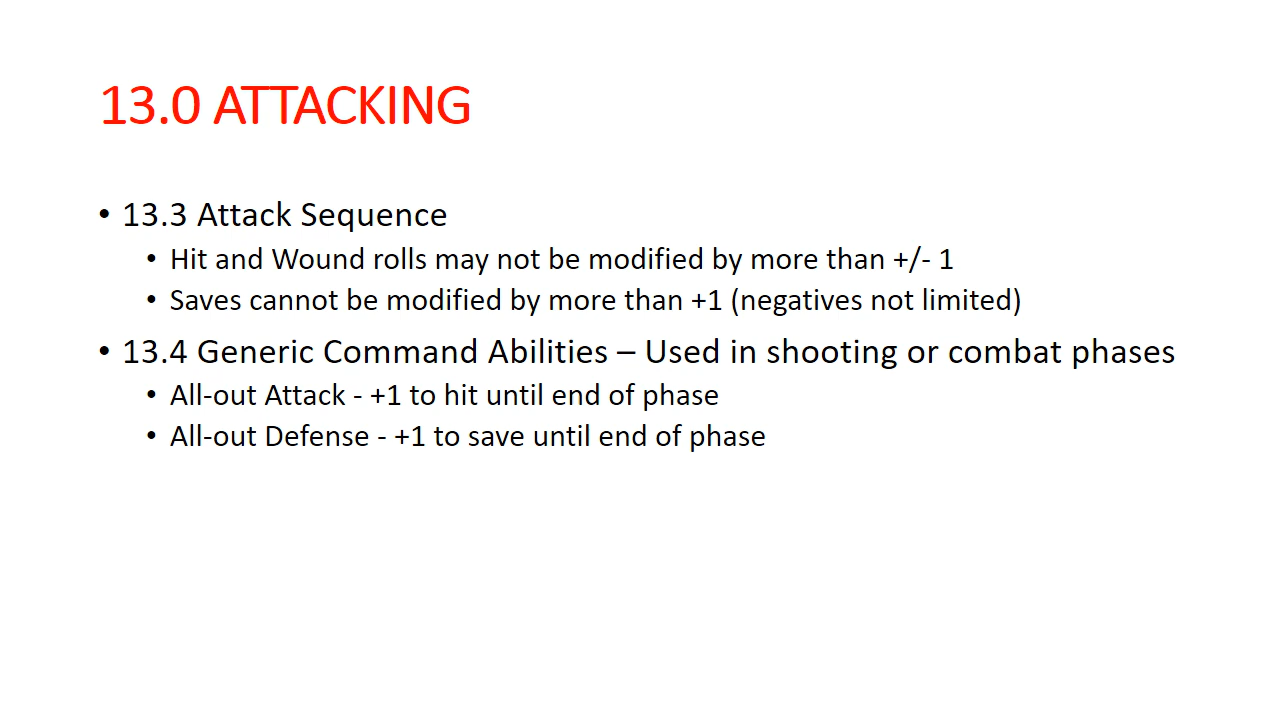 13.0 ATTACKING
• 13.3 Attack Sequence
• Hit and Wound rolls may not be modified by more than +/- 1
• Saves cannot be modified by more than +1 (negatives not limited)
• 13.4 Generic Command Abilities – Used in shooting or combat phases
• All-out Attack - +1 to hit until end of phase
• All-out Defense - +1 to save until end of phase